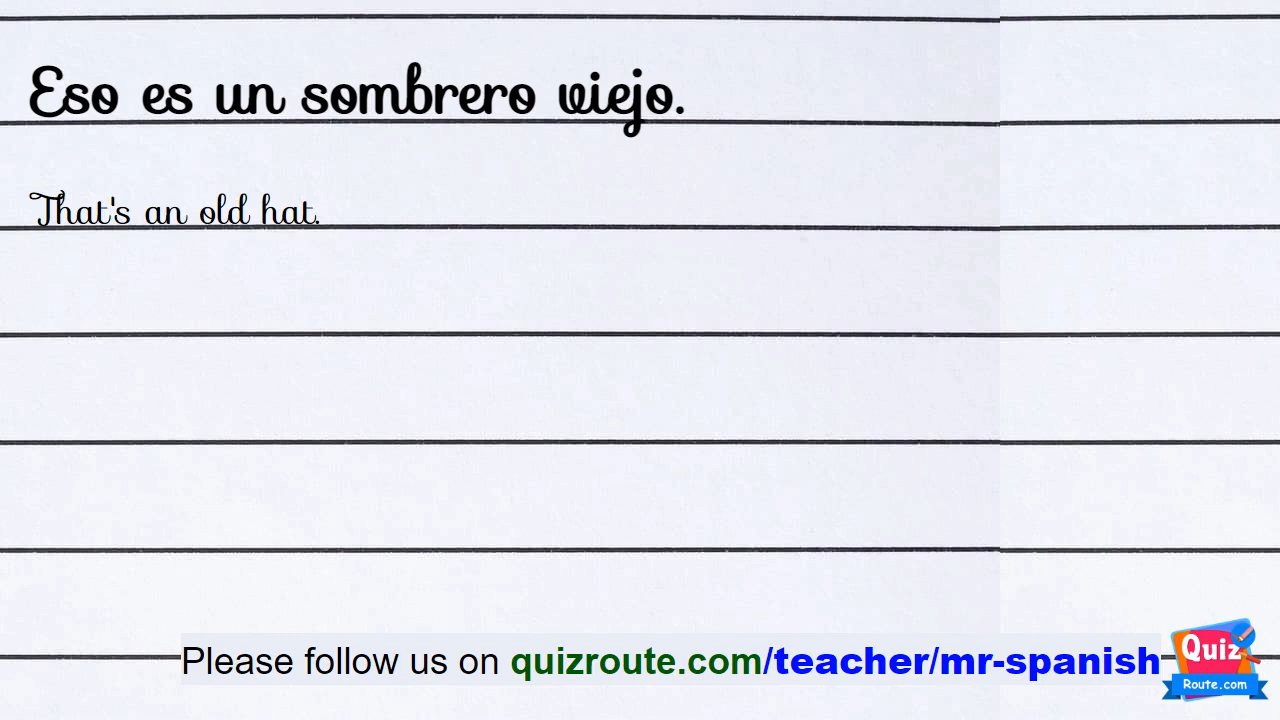 Eso es un sombrero viejo.
That's an old hat.
Please follow us on quizroute.com/teacher/mr-spanish
Quiz
Route.com